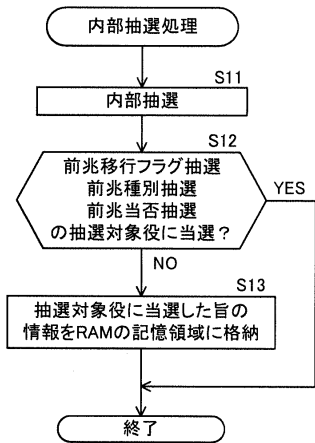 内部抽選処理
S11
内部抽選
S12
前兆移行フラグ抽選
前兆種別抽選
前兆当否抽選
の抽選対象役に当選？
YES
NO
S13
抽選対象役に当選した旨の
情報をRAMの記憶領域に格納
終了